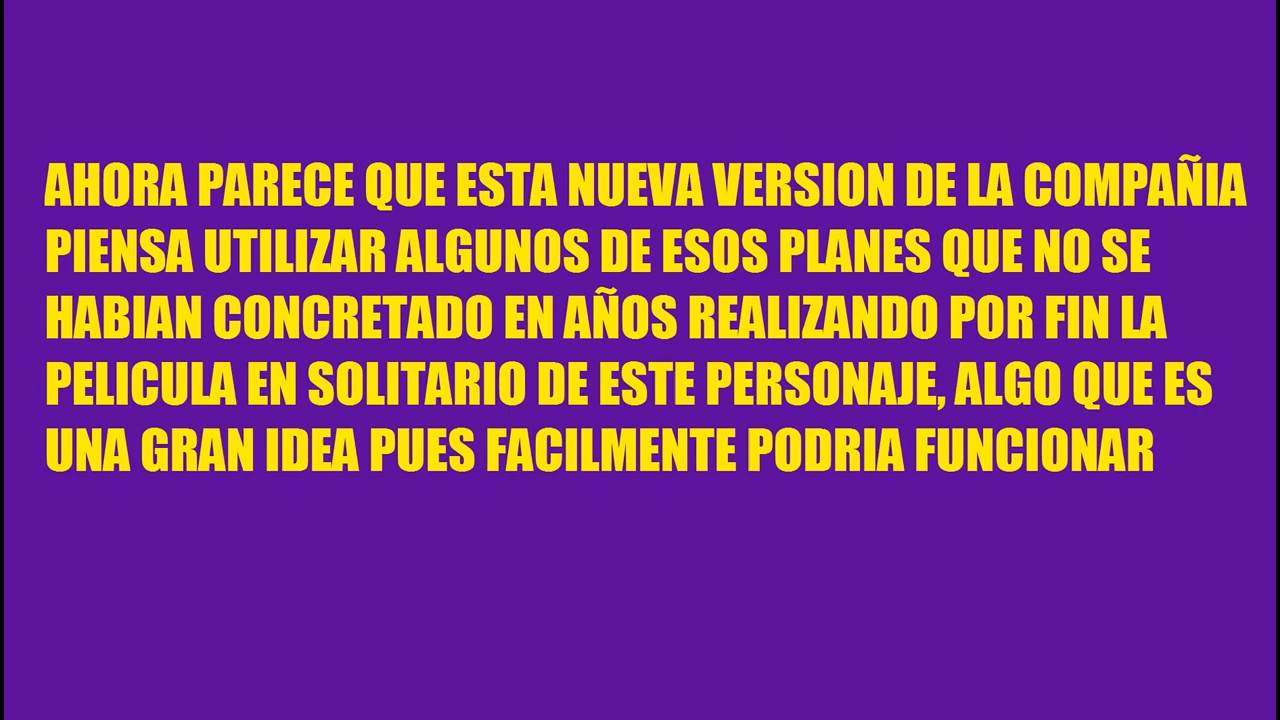 AHORA PARECE QUE ESTA NUEVA VERSION DE LA COMPAÑIA
PIENSA UTILIZAR ALGUNOS DE ESOS PLANES QUE NO SE
HABIAN CONCRETADO EN AÑOS REALIZANDO POR FIN LA
PELICULA EN SOLITARIO DE ESTE PERSONAJE, ALGO QUE ES
UNA GRAN IDEA PUES FACILMENTE PODRIA FUNCIONAR